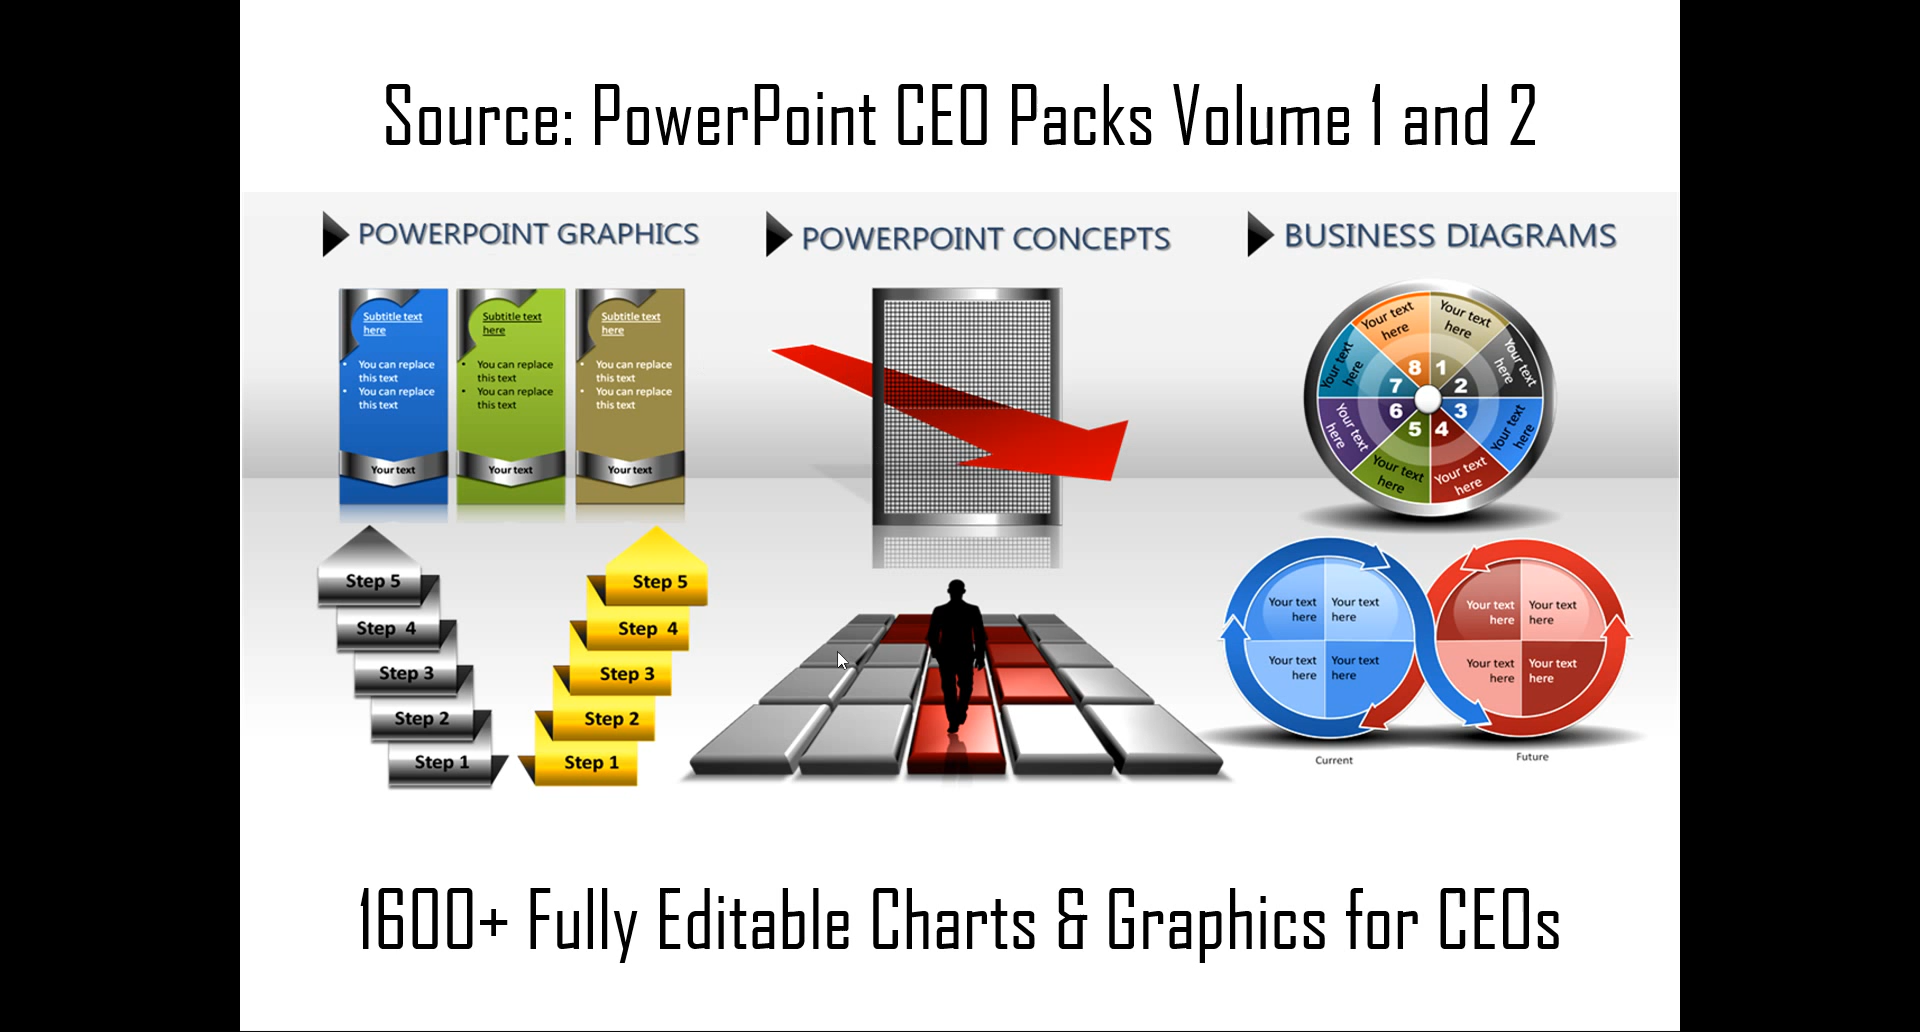 Source: PowerPoint CEO Packs Volume 1 and 2
POWERPOINT GRAPHICS
POWERPOINT CONCEPTS
BUSINESS DIAGRAMS
Subtitle text
here
• You can replace
this text
• You can replace
this text
Your text
Subtitle text
here
• You can replace
this text
• You can replace
this text
Your text
Subtitle text
here
• You can replace
this text
• You can replace
this text
Your text
Step 5
Step 4
Step 3
Step 2
Step 1
Step 5
Step 4
Step 3
Step 2
Step 1
Your text
here
1
Your text
here
2
Your text
here
3
Your text
here
4
Your text
here
5
Your text
here
6
Your text
here
7
Your text
here
8
Your text
here
Your text
here
Your text
here
Your text
here
Current
Your text
here
Your text
here
Your text
here
Your text
here
Future
1600+ Fully Editable Charts & Graphics for CEOs